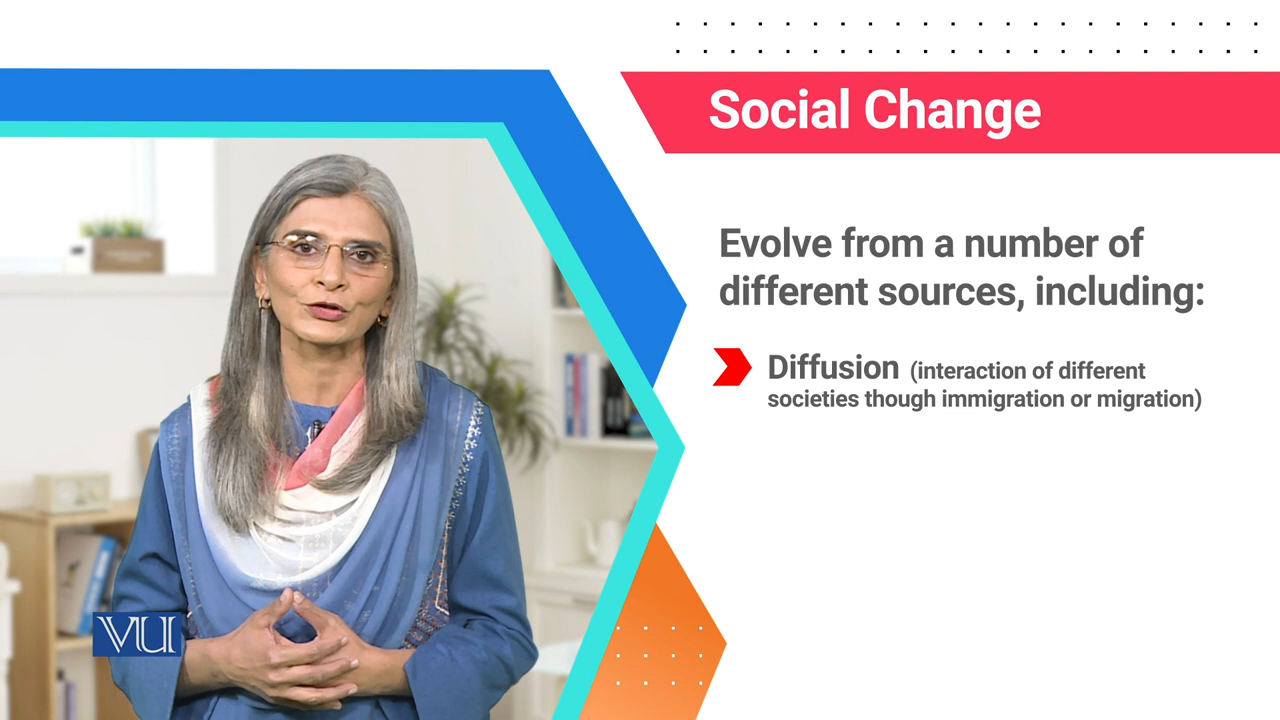 Social Change
Evolve from a number of
different sources, including:
Diffusion (interaction of different
societies though immigration or migration)
VU